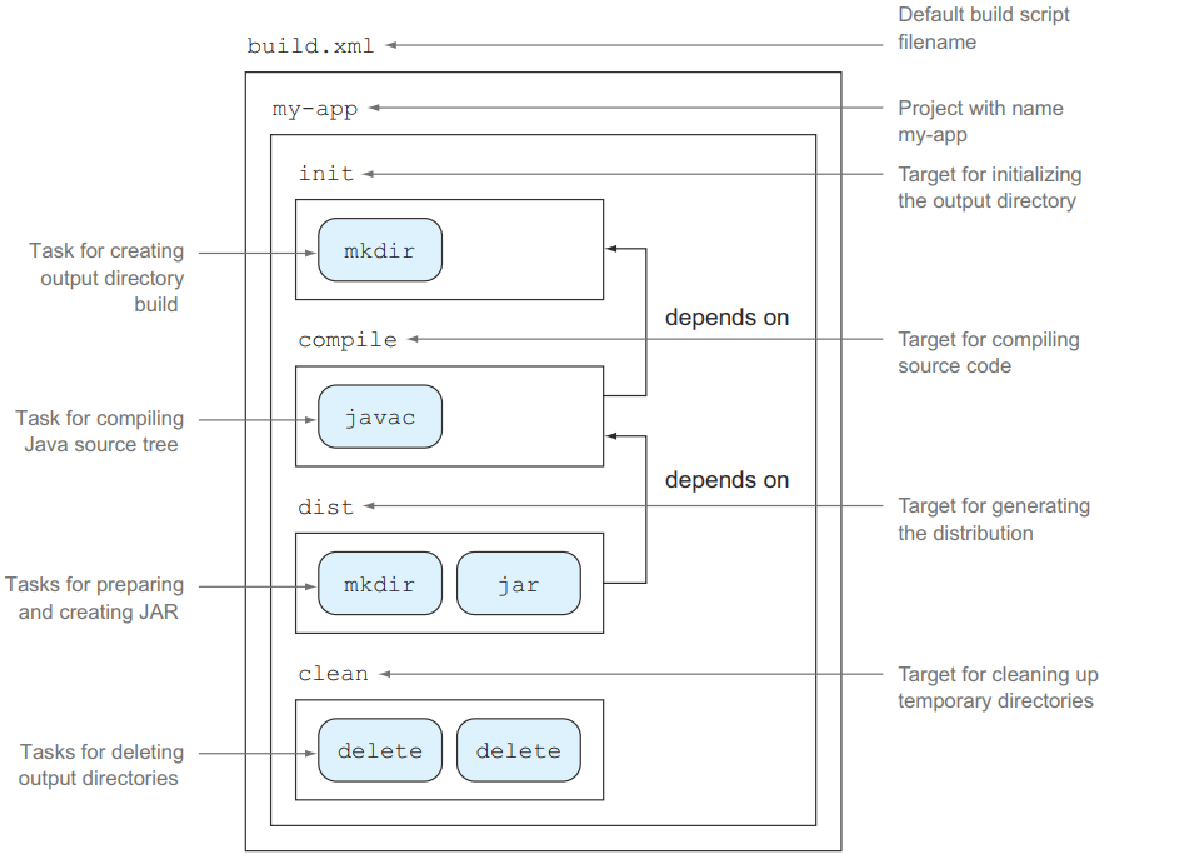 Default build script
filename
build.xml
my-app
Project with name
my-app
init
Target for initializing
the output directory
Task for creating
output directory
build
mkdir
depends on
compile
Target for compiling
source code
Task for compiling
Java source tree
javac
depends on
dist
Target for generating
the distribution
Tasks for preparing
and creating JAR
mkdir
jar
clean
Target for cleaning up
temporary directories
Tasks for deleting
output directories
delete
delete